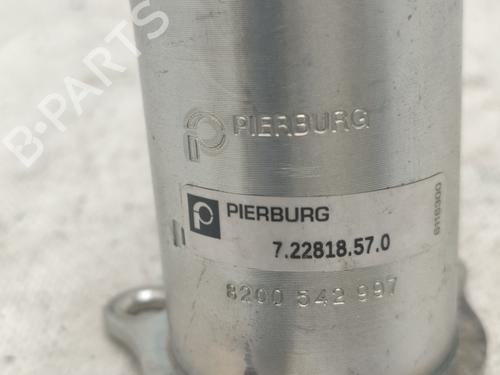 B-PARTS
PIERBURG
PIERBURG
7.22818.57.0
8200 542 997